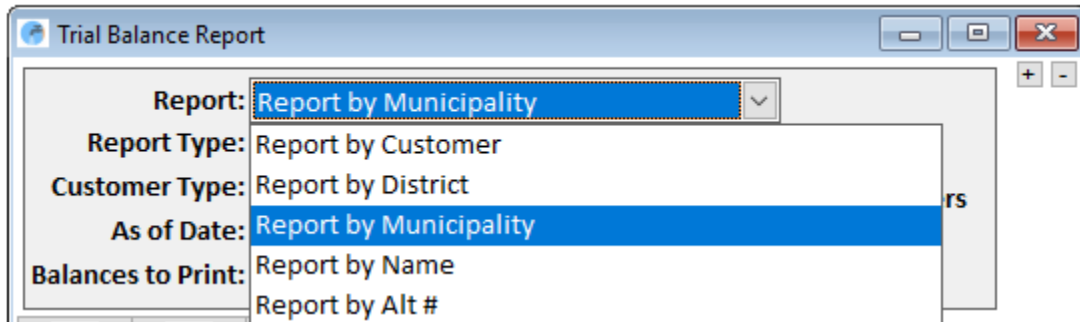 Trial Balance Report
+ -
Report: Report by Municipality
Report Type: Report by Customer
Customer Type: Report by District
rs
As of Date: Report by Municipality
Balances to Print: Report by Name
Report by Alt #